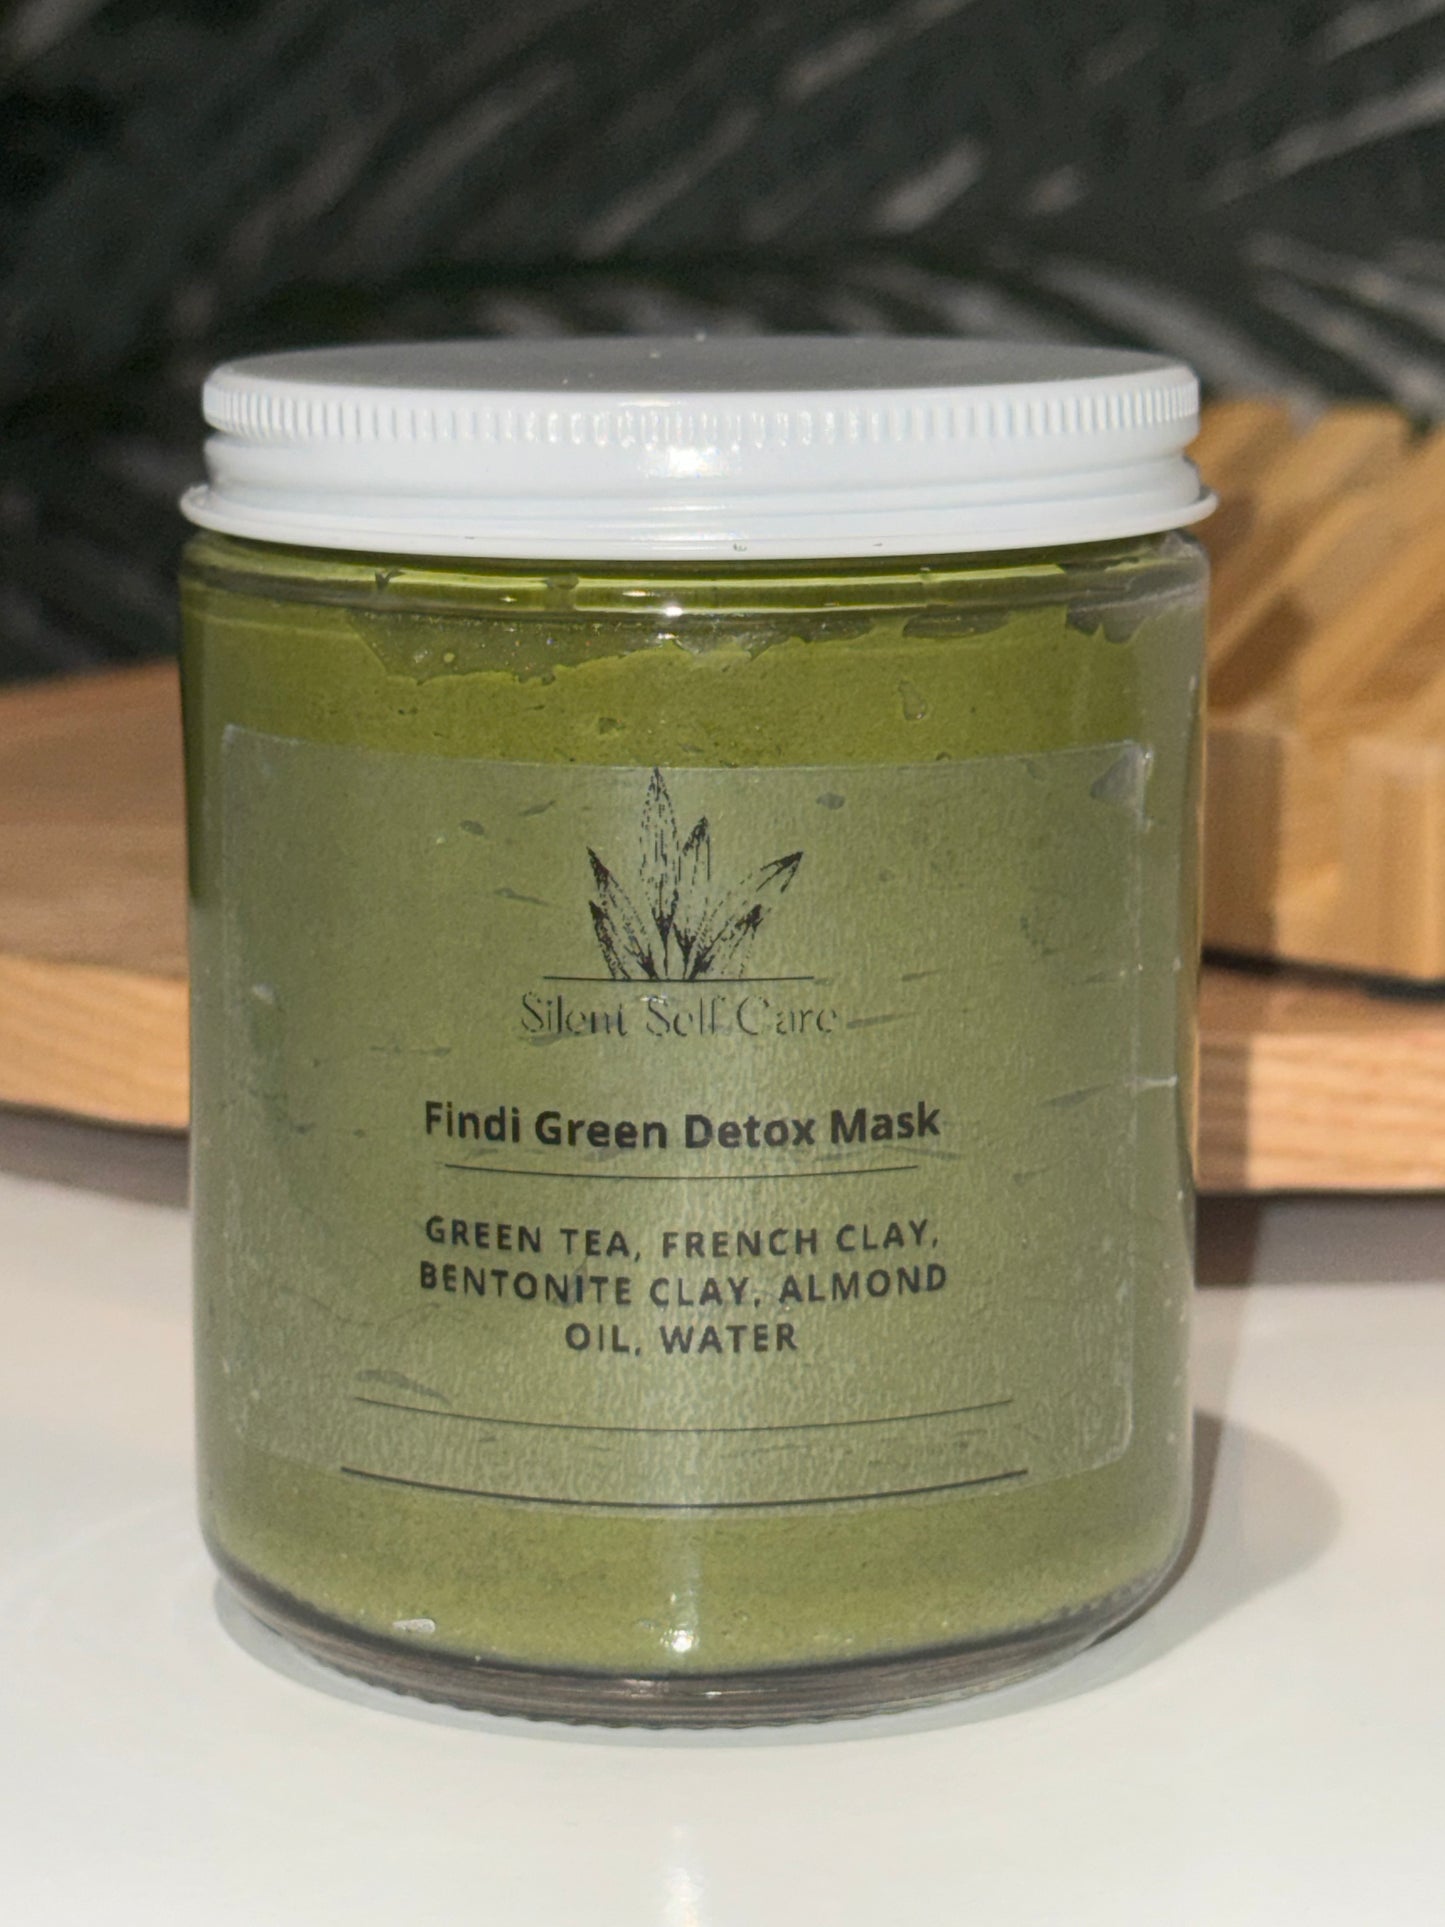 Silent Self Care
Findi Green Detox Mask
GREEN TEA, FRENCH CLAY,
BENTONITE CLAY, ALMOND
OIL, WATER